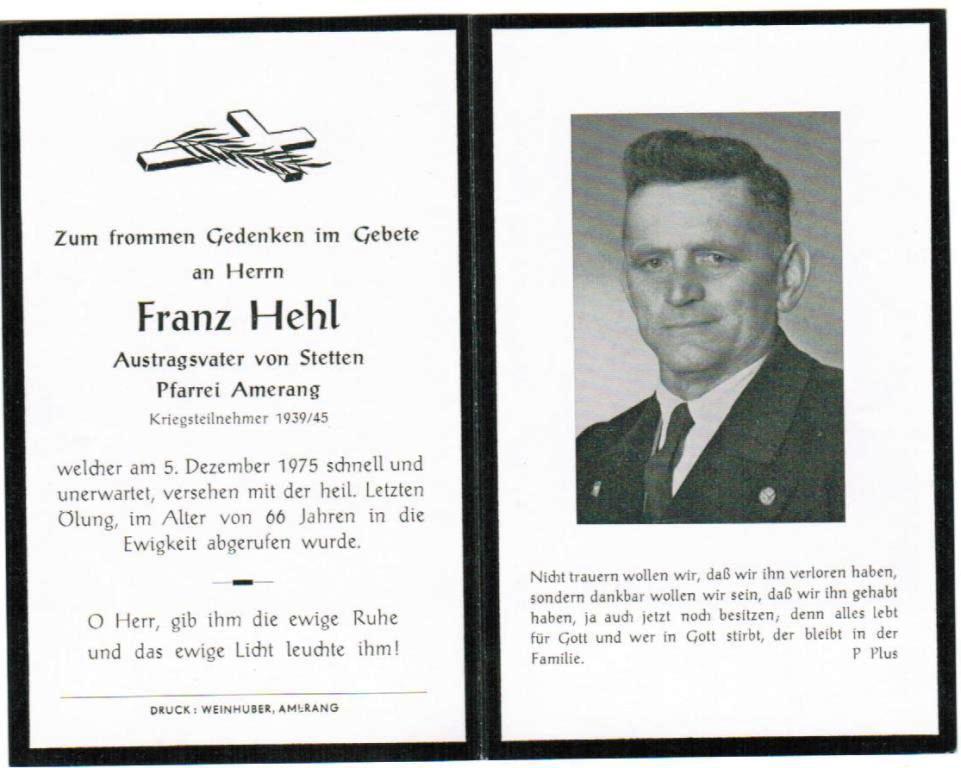 Zum frommen Gedenken im Gebete
an Herrn
Franz Hehl
Austragsvater von Stetten
Pfarrei Amerang
Kriegsteilnehmer 1939/45
welcher am 5. Dezember 1975 schnell und
unerwartet, versehen mit der heil. Letzten
Ölung, im Alter von 66 Jahren in die
Ewigkeit abgerufen wurde.
O Herr, gib ihm die ewige Ruhe
und das ewige Licht leuchte ihm!
DRUCK: WEINHUBER, AMERANG
Nicht trauern wollen wir, daß wir ihn verloren haben,
sondern dankbar wollen wir sein, daß wir ihn gehabt
haben, ja auch jetzt noch besitzen; denn alles lebt
für Gott und wer in Gott stirbt, der bleibt in der
Familie. P Plus